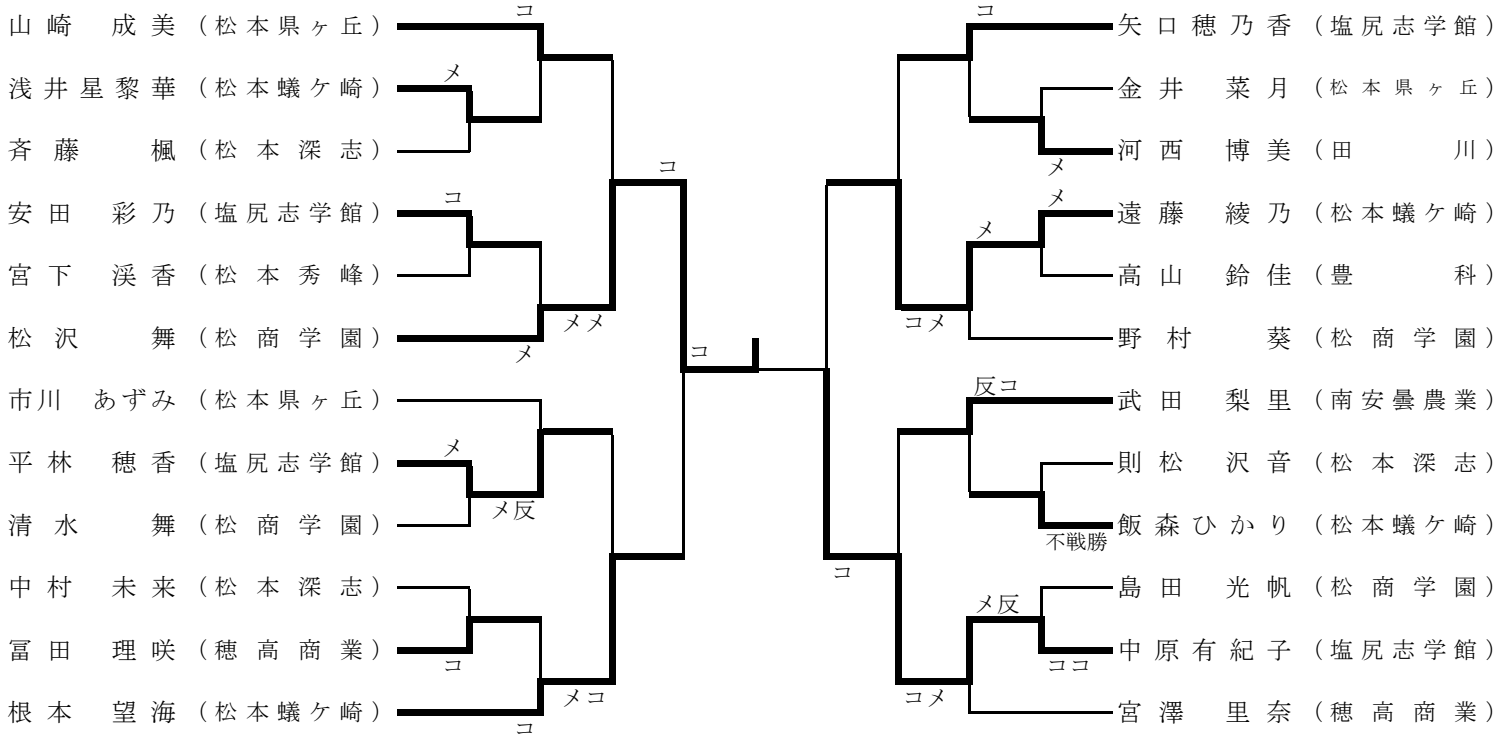 コ
山崎 成美（松本県ヶ丘）
メ
浅井星黎華（松本蟻ケ崎）
斉藤 楓（松本深志）
コ
コ
安田 彩乃（塩尻志学館）
宮下 渓香（松本秀峰）
メメ
松沢 舞（松商学園）
メ
コ
市川 あずみ（松本県ヶ丘）
メ
平林 穂香（塩尻志学館）
メ反
清水 舞（松商学園）
中村 未来（松本深志）
冨田 理咲（穂高商業）
コ
メコ
根本 望海（松本蟻ケ崎）
コ
コ
矢口穂乃香（塩尻志学館）
金井 菜月（松本県ヶ丘）
河西 博美（田川）
メ
メ
メ
遠藤 綾乃（松本蟻ケ崎）
高山 鈴佳（豊科）
コメ
野村 葵（松商学園）
反コ
武田 梨里（南安曇農業）
則松 沢音（松本深志）
飯森ひかり（松本蟻ケ崎）
不戦勝
コ
島田 光帆（松商学園）
メ反
中原有紀子（塩尻志学館）
ココ
コメ
宮澤 里奈（穂高商業）